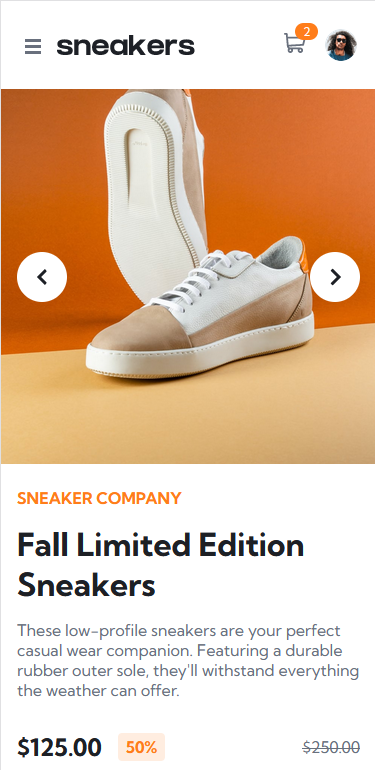 sneakers
2
SNEAKER COMPANY
Fall Limited Edition
Sneakers
These low-profile sneakers are your perfect
casual wear companion. Featuring a durable
rubber outer sole, they'll withstand everything
the weather can offer.
$125.00 50% $250.00